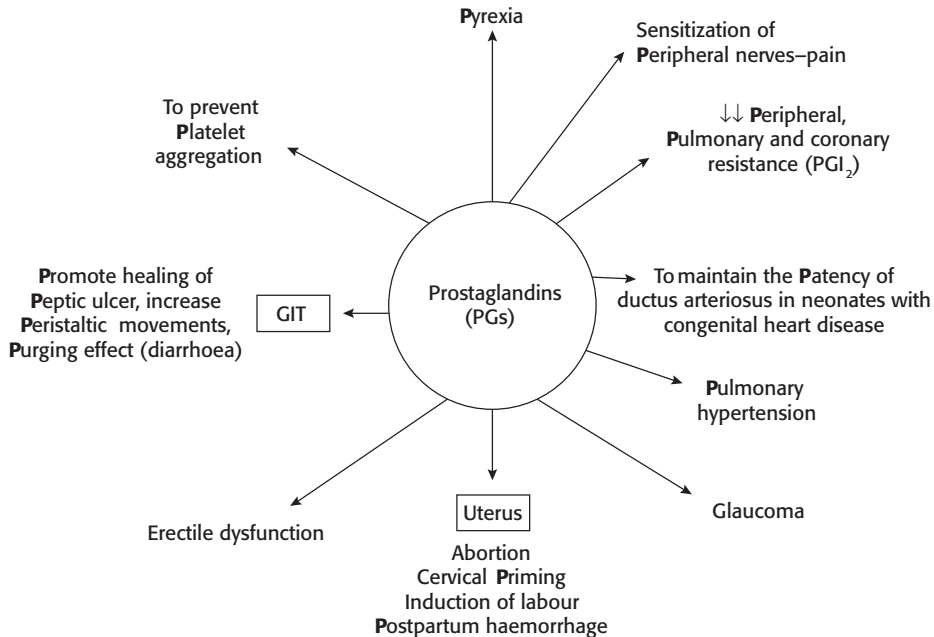 Pyrexia
Sensitization of
Peripheral nerves–pain
↓↓ Peripheral,
Pulmonary and coronary
resistance (PGI₂)
To prevent
Platelet
aggregation
Prostaglandins
(PGs)
To maintain the Patency of
ductus arteriosus in neonates with
congenital heart disease
Promote healing of
Peptic ulcer, increase
Peristaltic movements,
Purging effect (diarrhoea)
GIT
Pulmonary
hypertension
Glaucoma
Erectile dysfunction
Uterus
Abortion
Cervical Priming
Induction of labour
Postpartum haemorrhage